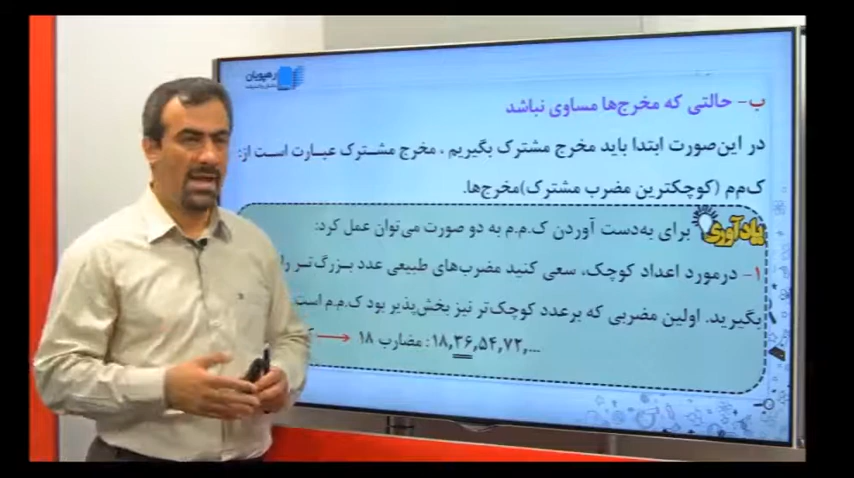 رهپویان
ب- حالتی که مخرج‌ها مساوی نباشد
در این‌صورت ابتدا باید مخرج مشترک بگیریم . مخرج مشترک عبارت است از:
ک‌م‌م (کوچکترین مضرب مشترک)مخرج‌ها.
یادآوری
برای به‌دست آوردن ک.م.م به دو صورت می‌توان عمل کرد:
۱- درمورد اعداد کوچک، سعی کنید مضرب‌های طبیعی عدد بزرگ‌تر را
بگیرید. اولین مضربی که برعدد کوچک‌تر نیز بخش‌پذیر بود ک.م.م است.
مضارب ۱۸ :۱۸,۳۶,۵۴,۷۲,...